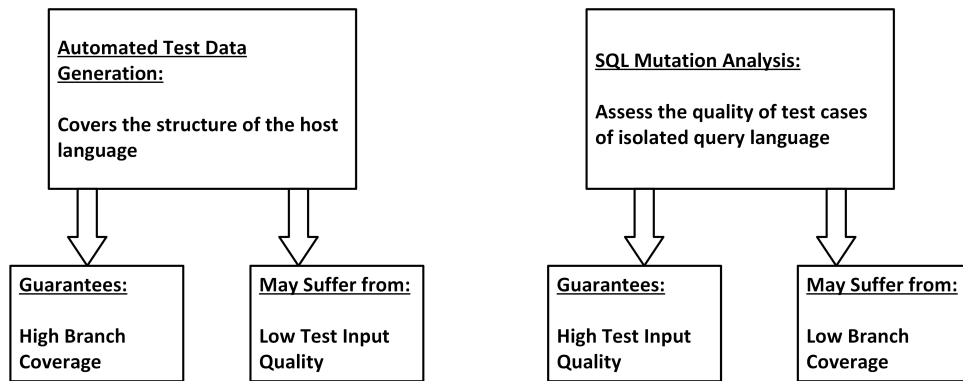 Automated Test Data
Generation:
Covers the structure of the host
language
SQL Mutation Analysis:
Assess the quality of test cases
of isolated query language
Guarantees:
High Branch
Coverage
May Suffer from:
Low Test Input
Quality
Guarantees:
High Test Input
Quality
May Suffer from:
Low Branch
Coverage